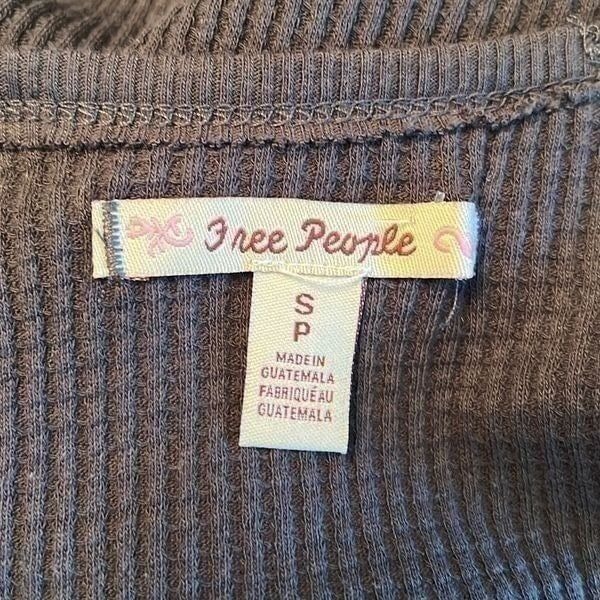 Free People
S
P
MADE IN
GUATEMALA
FABRIQUÉ AU
GUATEMALA